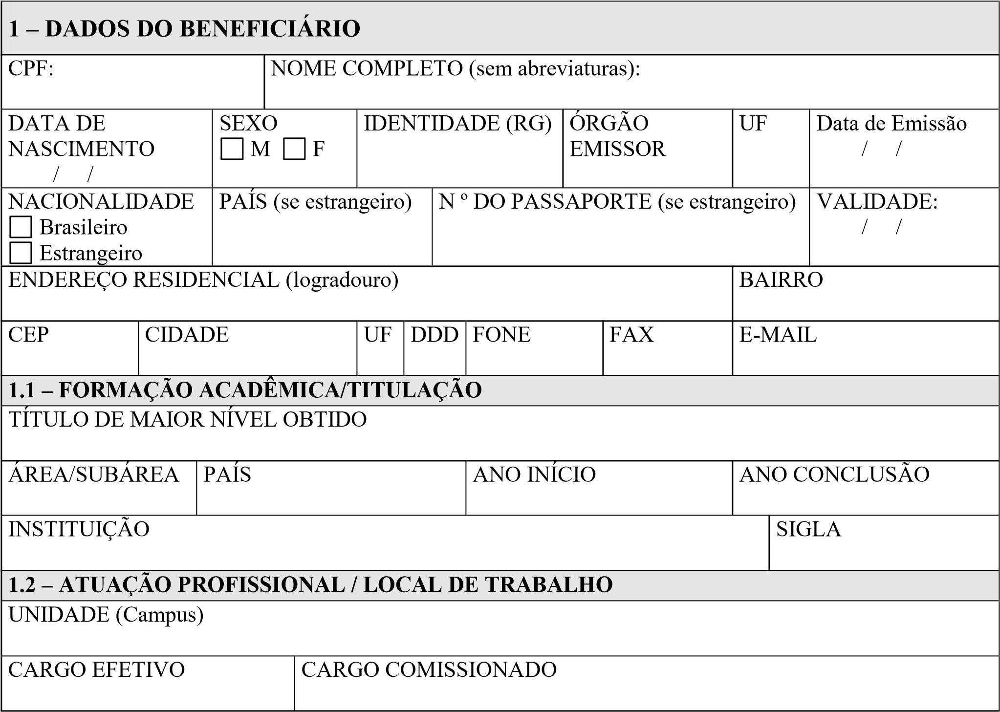 1 – DADOS DO BENEFICIÁRIO
CPF:
NOME COMPLETO (sem abreviaturas):
DATA DE
NASCIMENTO
/ /
SEXO
M F
IDENTIDADE (RG)
ÓRGÃO
EMISSOR
UF
Data de Emissão
/ /
NACIONALIDADE
Brasileiro
Estrangeiro
PAÍS (se estrangeiro)
N º DO PASSAPORTE (se estrangeiro)
VALIDADE:
/ /
ENDEREÇO RESIDENCIAL (logradouro)
BAIRRO
CEP
CIDADE
UF
DDD
FONE
FAX
E-MAIL
1.1 – FORMAÇÃO ACADÊMICA/TITULAÇÃO
TÍTULO DE MAIOR NÍVEL OBTIDO
ÁREA/SUBÁREA
PAÍS
ANO INÍCIO
ANO CONCLUSÃO
INSTITUIÇÃO
SIGLA
1.2 – ATUAÇÃO PROFISSIONAL / LOCAL DE TRABALHO
UNIDADE (Campus)
CARGO EFETIVO
CARGO COMISSIONADO